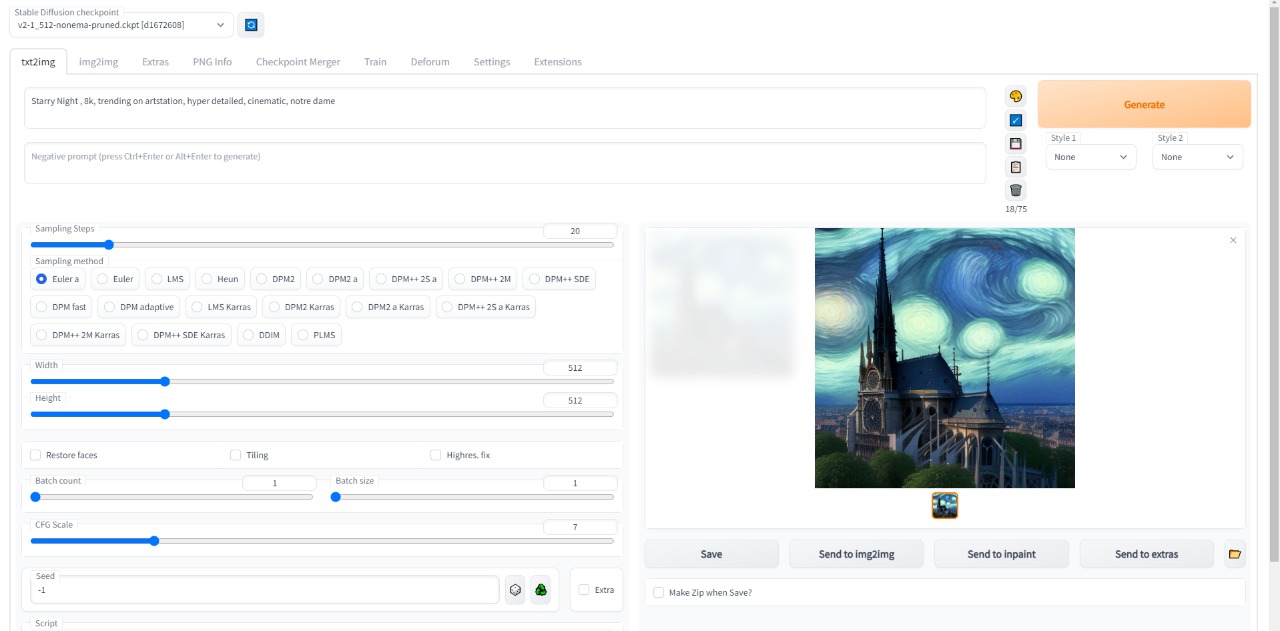 Stable Diffusion checkpoint
v2-1_512-nonema-pruned.ckpt [d1672608]
txt2img img2img Extras PNG Info Checkpoint Merger Train Deforum Settings Extensions
Starry Night , 8k, trending on artstation, hyper detailed, cinematic, notre dame
Generate
Style 1 Style 2
None None
Negative prompt (press Ctrl+Enter or Alt+Enter to generate)
18/75
Sampling Steps 20
Sampling method
Euler a Euler LMS Heun DPM2 DPM2 a DPM++ 2S a DPM++ 2M DPM++ SDE
DPM fast DPM adaptive LMS Karras DPM2 Karras DPM2 a Karras DPM++ 2S a Karras
DPM++ 2M Karras DPM++ SDE Karras DDIM PLMS
Width 512
Height 512
Restore faces Tiling Highres. fix
Batch count 1 Batch size 1
CFG Scale 7
Seed
-1 Extra
Script
Save Send to img2img Send to inpaint Send to extras
Make Zip when Save?